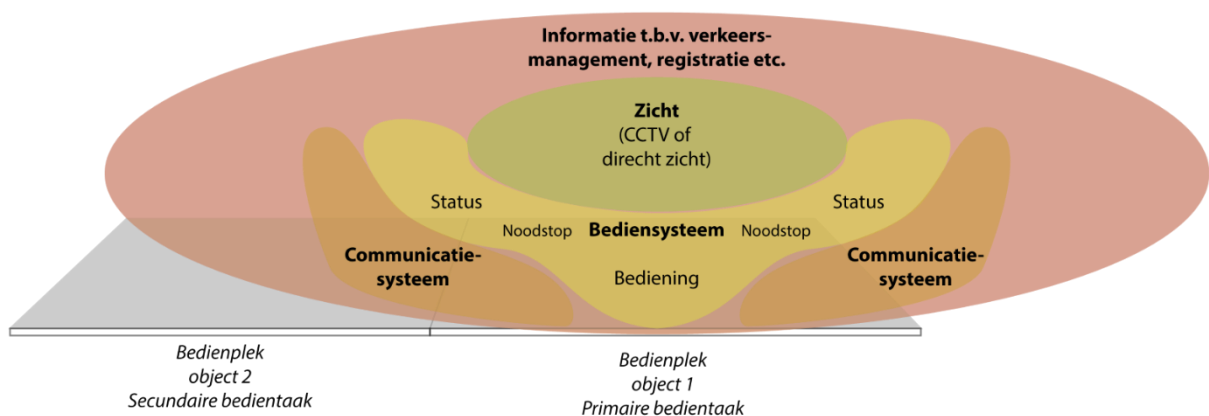 Informatie t.b.v. verkeers-
management, registratie etc.
Zicht
(CCTV of
direct zicht)
Status
Status
Noodstop
Bediensysteem
Noodstop
Communicatie-
systeem
Bediening
Communicatie-
systeem
Bedienplek
object 2
Secundaire bedientaak
Bedienplek
object 1
Primaire bedientaak